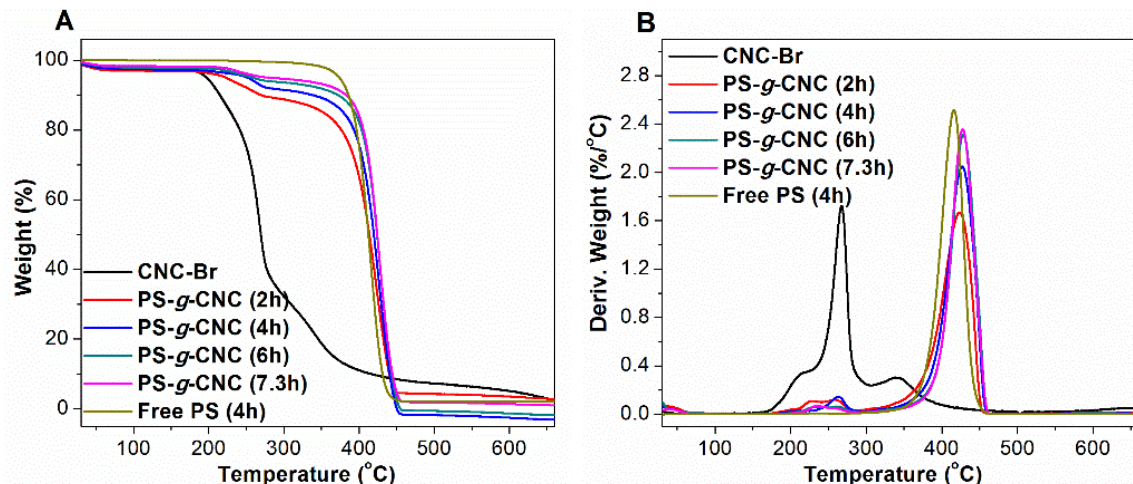 A
100
80
60
40
20
0
Weight (%)
CNC-Br
PS-g-CNC (2h)
PS-g-CNC (4h)
PS-g-CNC (6h)
PS-g-CNC (7.3h)
Free PS (4h)
100 200 300 400 500 600
Temperature (°C)
B
2.8
2.4
2.0
1.6
1.2
0.8
0.4
0.0
Deriv. Weight (%/°C)
CNC-Br
PS-g-CNC (2h)
PS-g-CNC (4h)
PS-g-CNC (6h)
PS-g-CNC (7.3h)
Free PS (4h)
100 200 300 400 500 600
Temperature (°C)